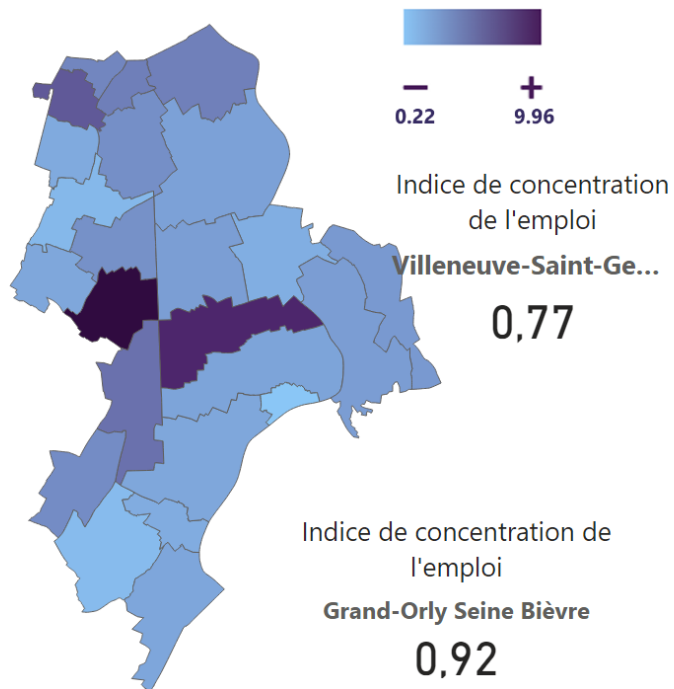 − +
0.22 9.96
Indice de concentration
de l'emploi
Villeneuve-Saint-Ge...
0,77
Indice de concentration de
l'emploi
Grand-Orly Seine Bièvre
0,92